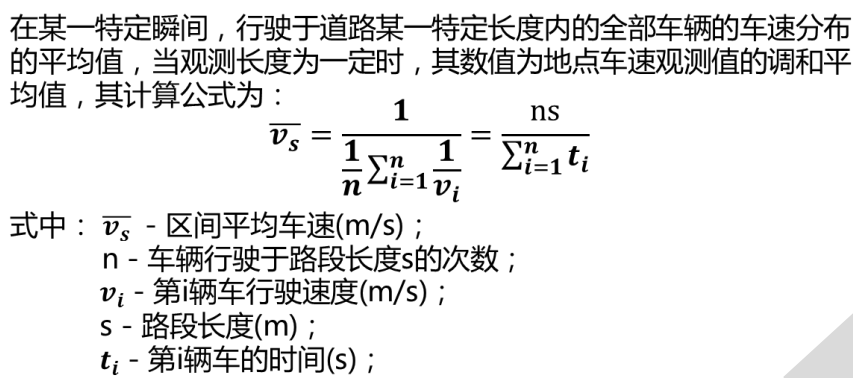 在某一特定瞬间，行驶于道路某一特定长度内的全部车辆的车速分布
的平均值，当观测长度为一定时，其数值为地点车速观测值的调和平
均值，其计算公式为：
$\overline{v_s} = \frac{1}{\frac{1}{n}\sum_{i=1}^{n}\frac{1}{v_i}} = \frac{ns}{\sum_{i=1}^{n} t_i}$
式中： $\overline{v_s}$ - 区间平均车速(m/s)；
n - 车辆行驶于路段长度s的次数；
$v_i$ - 第i辆车行驶速度(m/s)；
s - 路段长度(m)；
$t_i$ - 第i辆车的时间(s)；